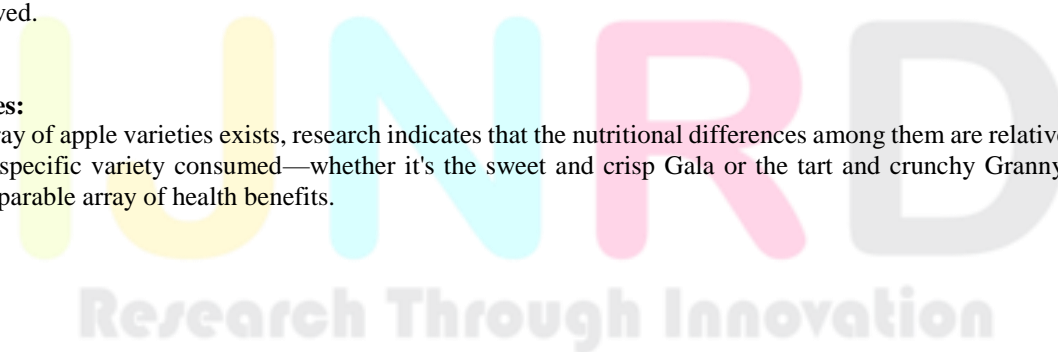 ved.
es:
ray of apple varieties exists, research indicates that the nutritional differences among them are relative
specific variety consumed—whether it's the sweet and crisp Gala or the tart and crunchy Granny
parable array of health benefits.
IJNRD
Research Through Innovation